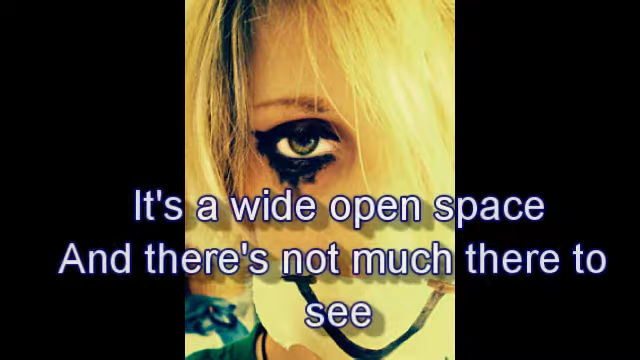 It's a wide open space
And there's not much there to
see